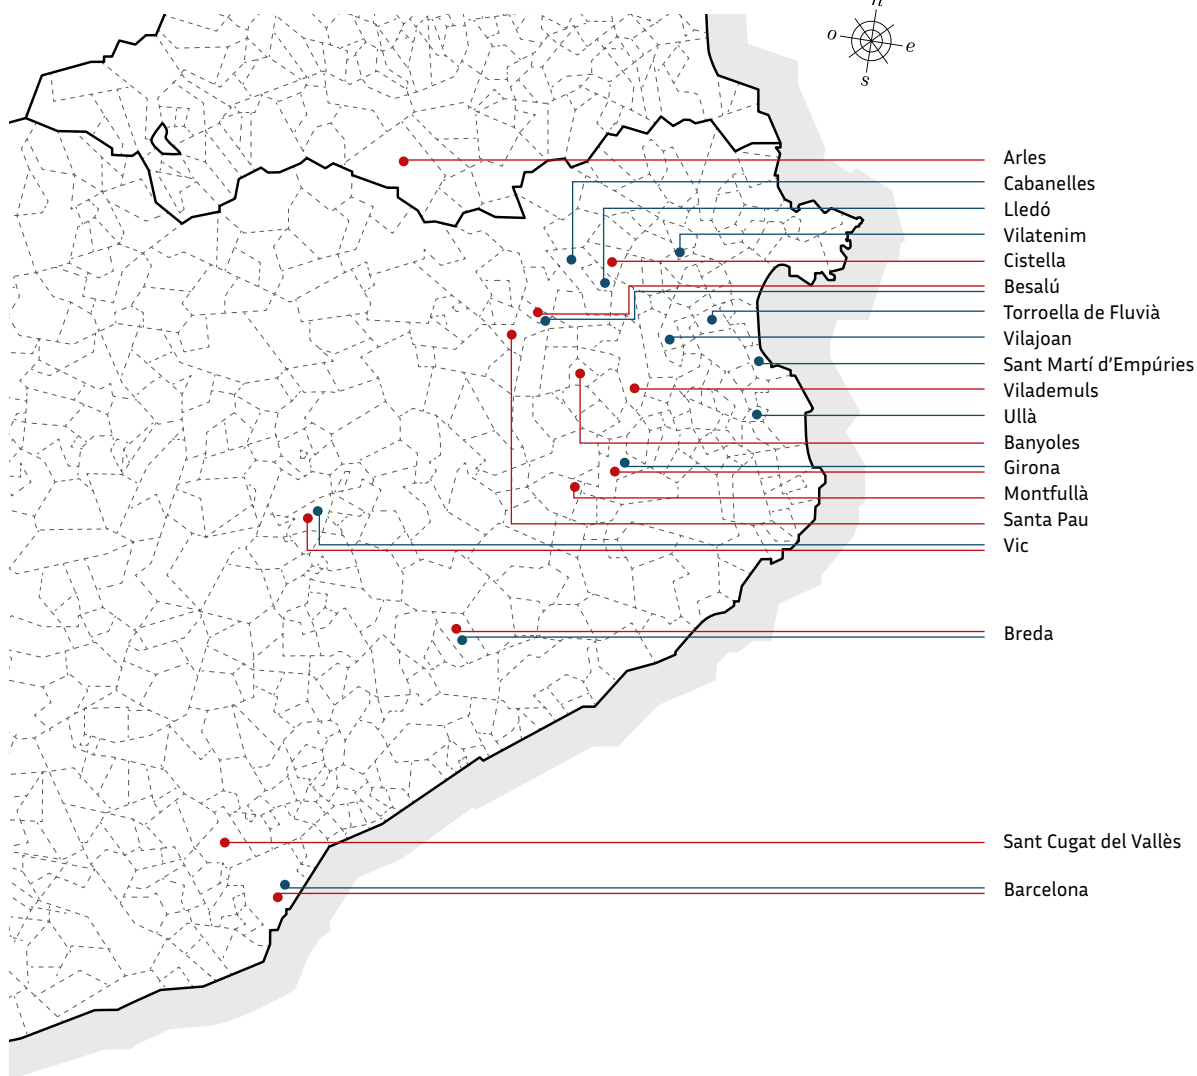 n
o
e
s
Arles
Cabanelles
Lledó
Vilatenim
Cistella
Besalú
Torroella de Fluvià
Vilajoan
Sant Martí d’Empúries
Vilademuls
Ullà
Banyoles
Girona
Montfullà
Santa Pau
Vic
Breda
Sant Cugat del Vallès
Barcelona